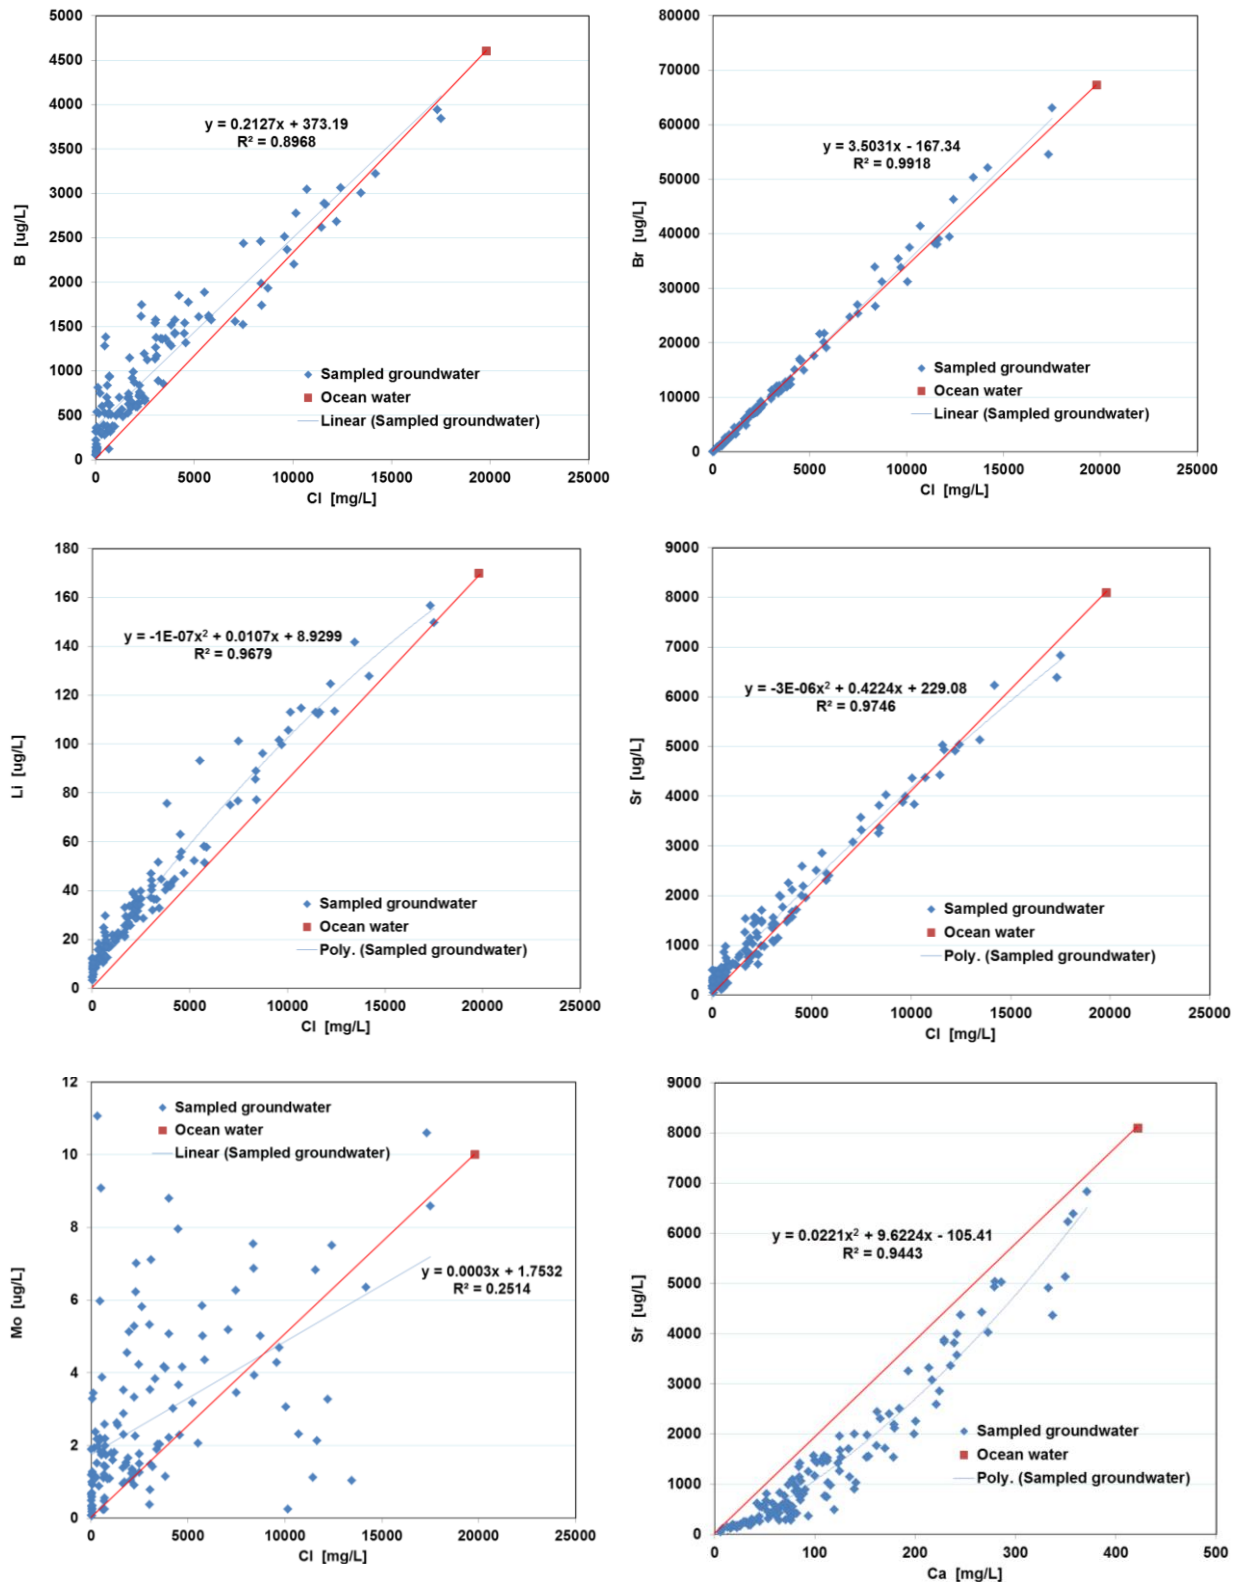 5000
4500
4000
3500
3000
2500
2000
1500
1000
500
0
B [ug/L]
y = 0.2127x + 373.19
R² = 0.8968
Sampled groundwater
Ocean water
Linear (Sampled groundwater)
0 5000 10000 15000 20000 25000
Cl [mg/L]
80000
70000
60000
50000
40000
30000
20000
10000
0
Br [ug/L]
y = 3.5031x - 167.34
R² = 0.9918
Sampled groundwater
Ocean water
Linear (Sampled groundwater)
0 5000 10000 15000 20000 25000
Cl [mg/L]
180
160
140
120
100
80
60
40
20
0
Li [ug/L]
y = -1E-07x² + 0.0107x + 8.9299
R² = 0.9679
Sampled groundwater
Ocean water
Poly. (Sampled groundwater)
0 5000 10000 15000 20000 25000
Cl [mg/L]
9000
8000
7000
6000
5000
4000
3000
2000
1000
0
Sr [ug/L]
y = -3E-06x² + 0.4224x + 229.08
R² = 0.9746
Sampled groundwater
Ocean water
Poly. (Sampled groundwater)
0 5000 10000 15000 20000 25000
Cl [mg/L]
12
10
8
6
4
2
0
Mo [ug/L]
Sampled groundwater
Ocean water
Linear (Sampled groundwater)
y = 0.0003x + 1.7532
R² = 0.2514
0 5000 10000 15000 20000 25000
Cl [mg/L]
9000
8000
7000
6000
5000
4000
3000
2000
1000
0
Sr [ug/L]
y = 0.0221x² + 9.6224x - 105.41
R² = 0.9443
Sampled groundwater
Ocean water
Poly. (Sampled groundwater)
0 100 200 300 400 500
Ca [mg/L]